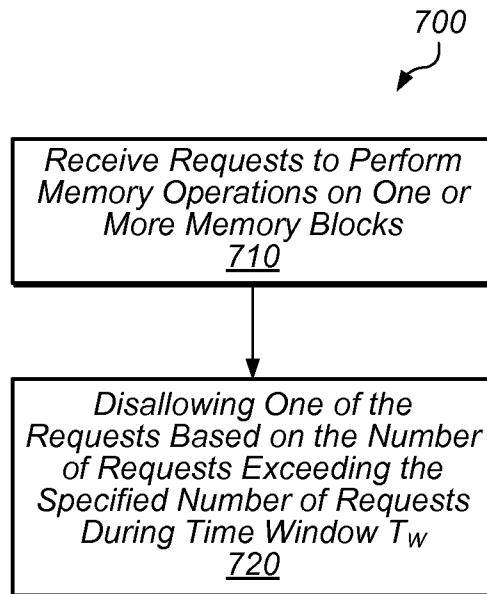 700
Receive Requests to Perform
Memory Operations on One or
More Memory Blocks
710
Disallowing One of the
Requests Based on the Number
of Requests Exceeding the
Specified Number of Requests
During Time Window T_W
720